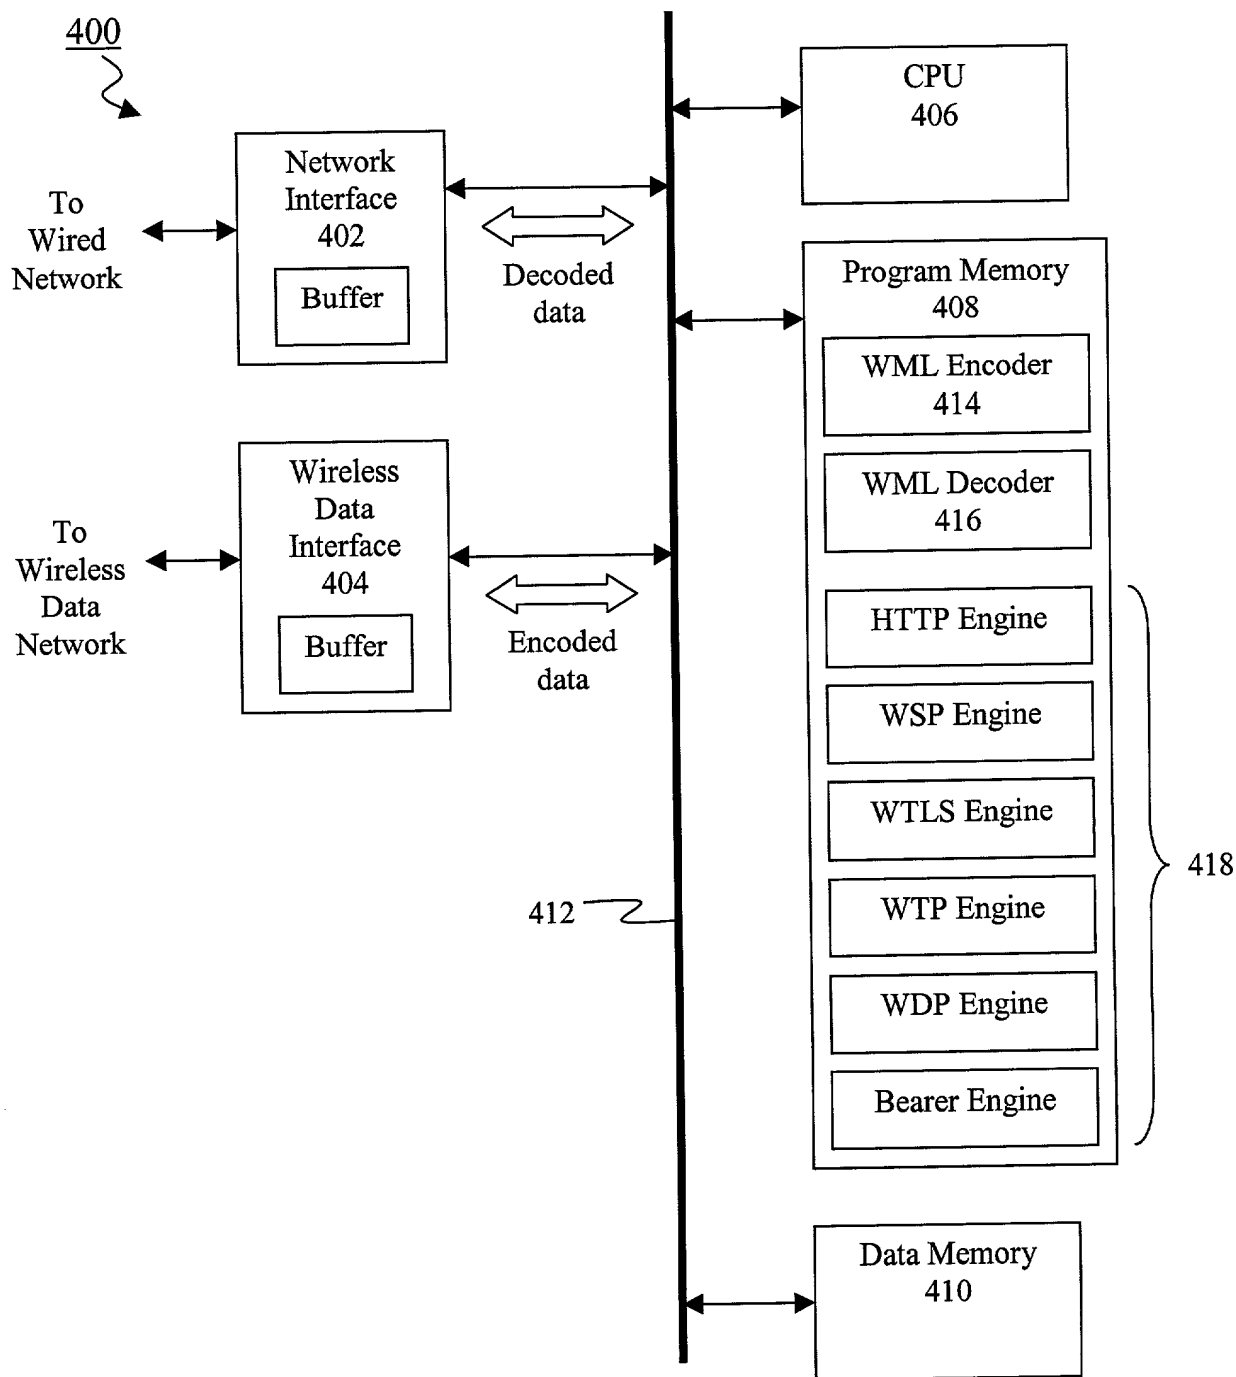 400
CPU
406
Network
Interface
402
Buffer
To
Wired
Network
Decoded
data
Program Memory
408
WML Encoder
414
WML Decoder
416
Wireless
Data
Interface
404
Buffer
To
Wireless
Data
Network
Encoded
data
HTTP Engine
WSP Engine
WTLS Engine
WTP Engine
WDP Engine
Bearer Engine
418
412
Data Memory
410